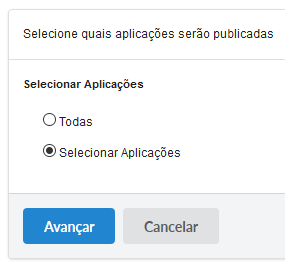 Selecione quais aplicações serão publicadas
Selecionar Aplicações
Todas
Selecionar Aplicações
Avançar Cancelar